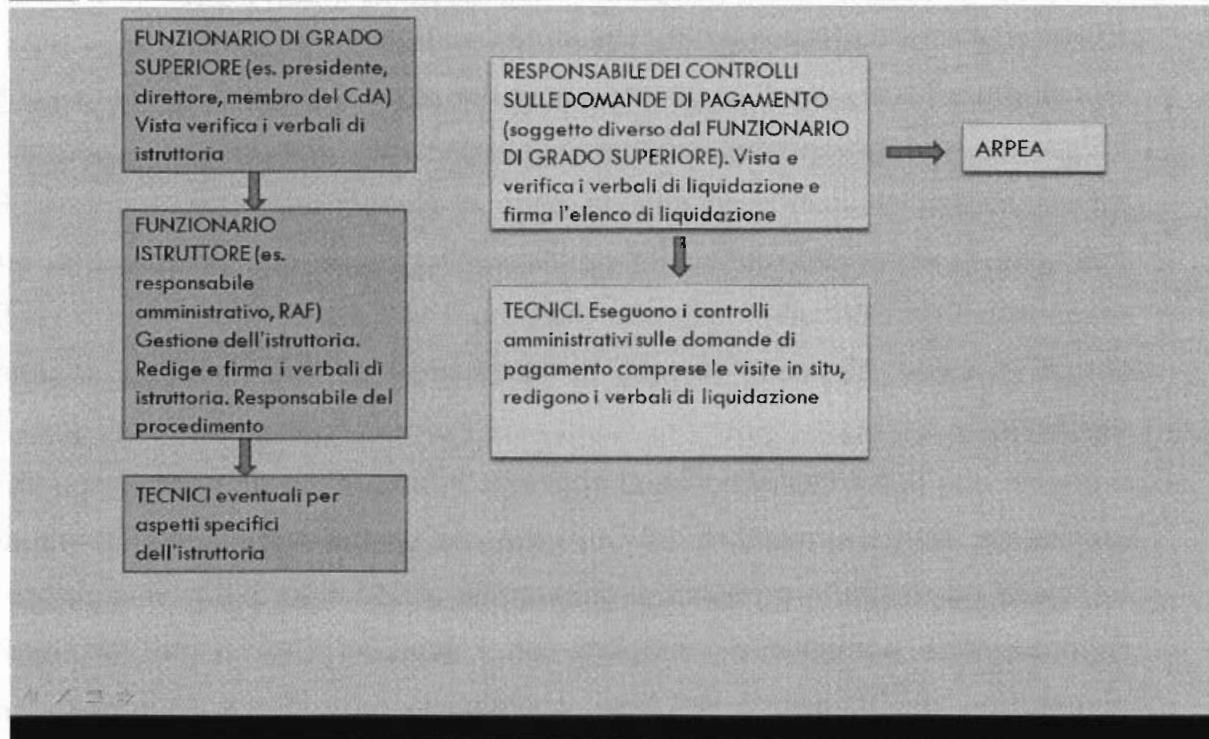 FUNZIONARIO DI GRADO
SUPERIORE (es. presidente,
direttore, membro del CdA)
Vista verifica i verbali di
istruttoria
FUNZIONARIO
ISTRUTTORE (es.
responsabile
amministrativo, RAF)
Gestione dell'istruttoria.
Redige e firma i verbali di
istruttoria. Responsabile del
procedimento
TECNICI eventuali per
aspetti specifici
dell'istruttoria
RESPONSABILE DEI CONTROLLI
SULLE DOMANDE DI PAGAMENTO
(soggetto diverso dal FUNZIONARIO
DI GRADO SUPERIORE). Vista e
verifica i verbali di liquidazione e
firma l'elenco di liquidazione
TECNICI. Eseguono i controlli
amministrativi sulle domande di
pagamento comprese le visite in situ,
redigono i verbali di liquidazione
ARPEA